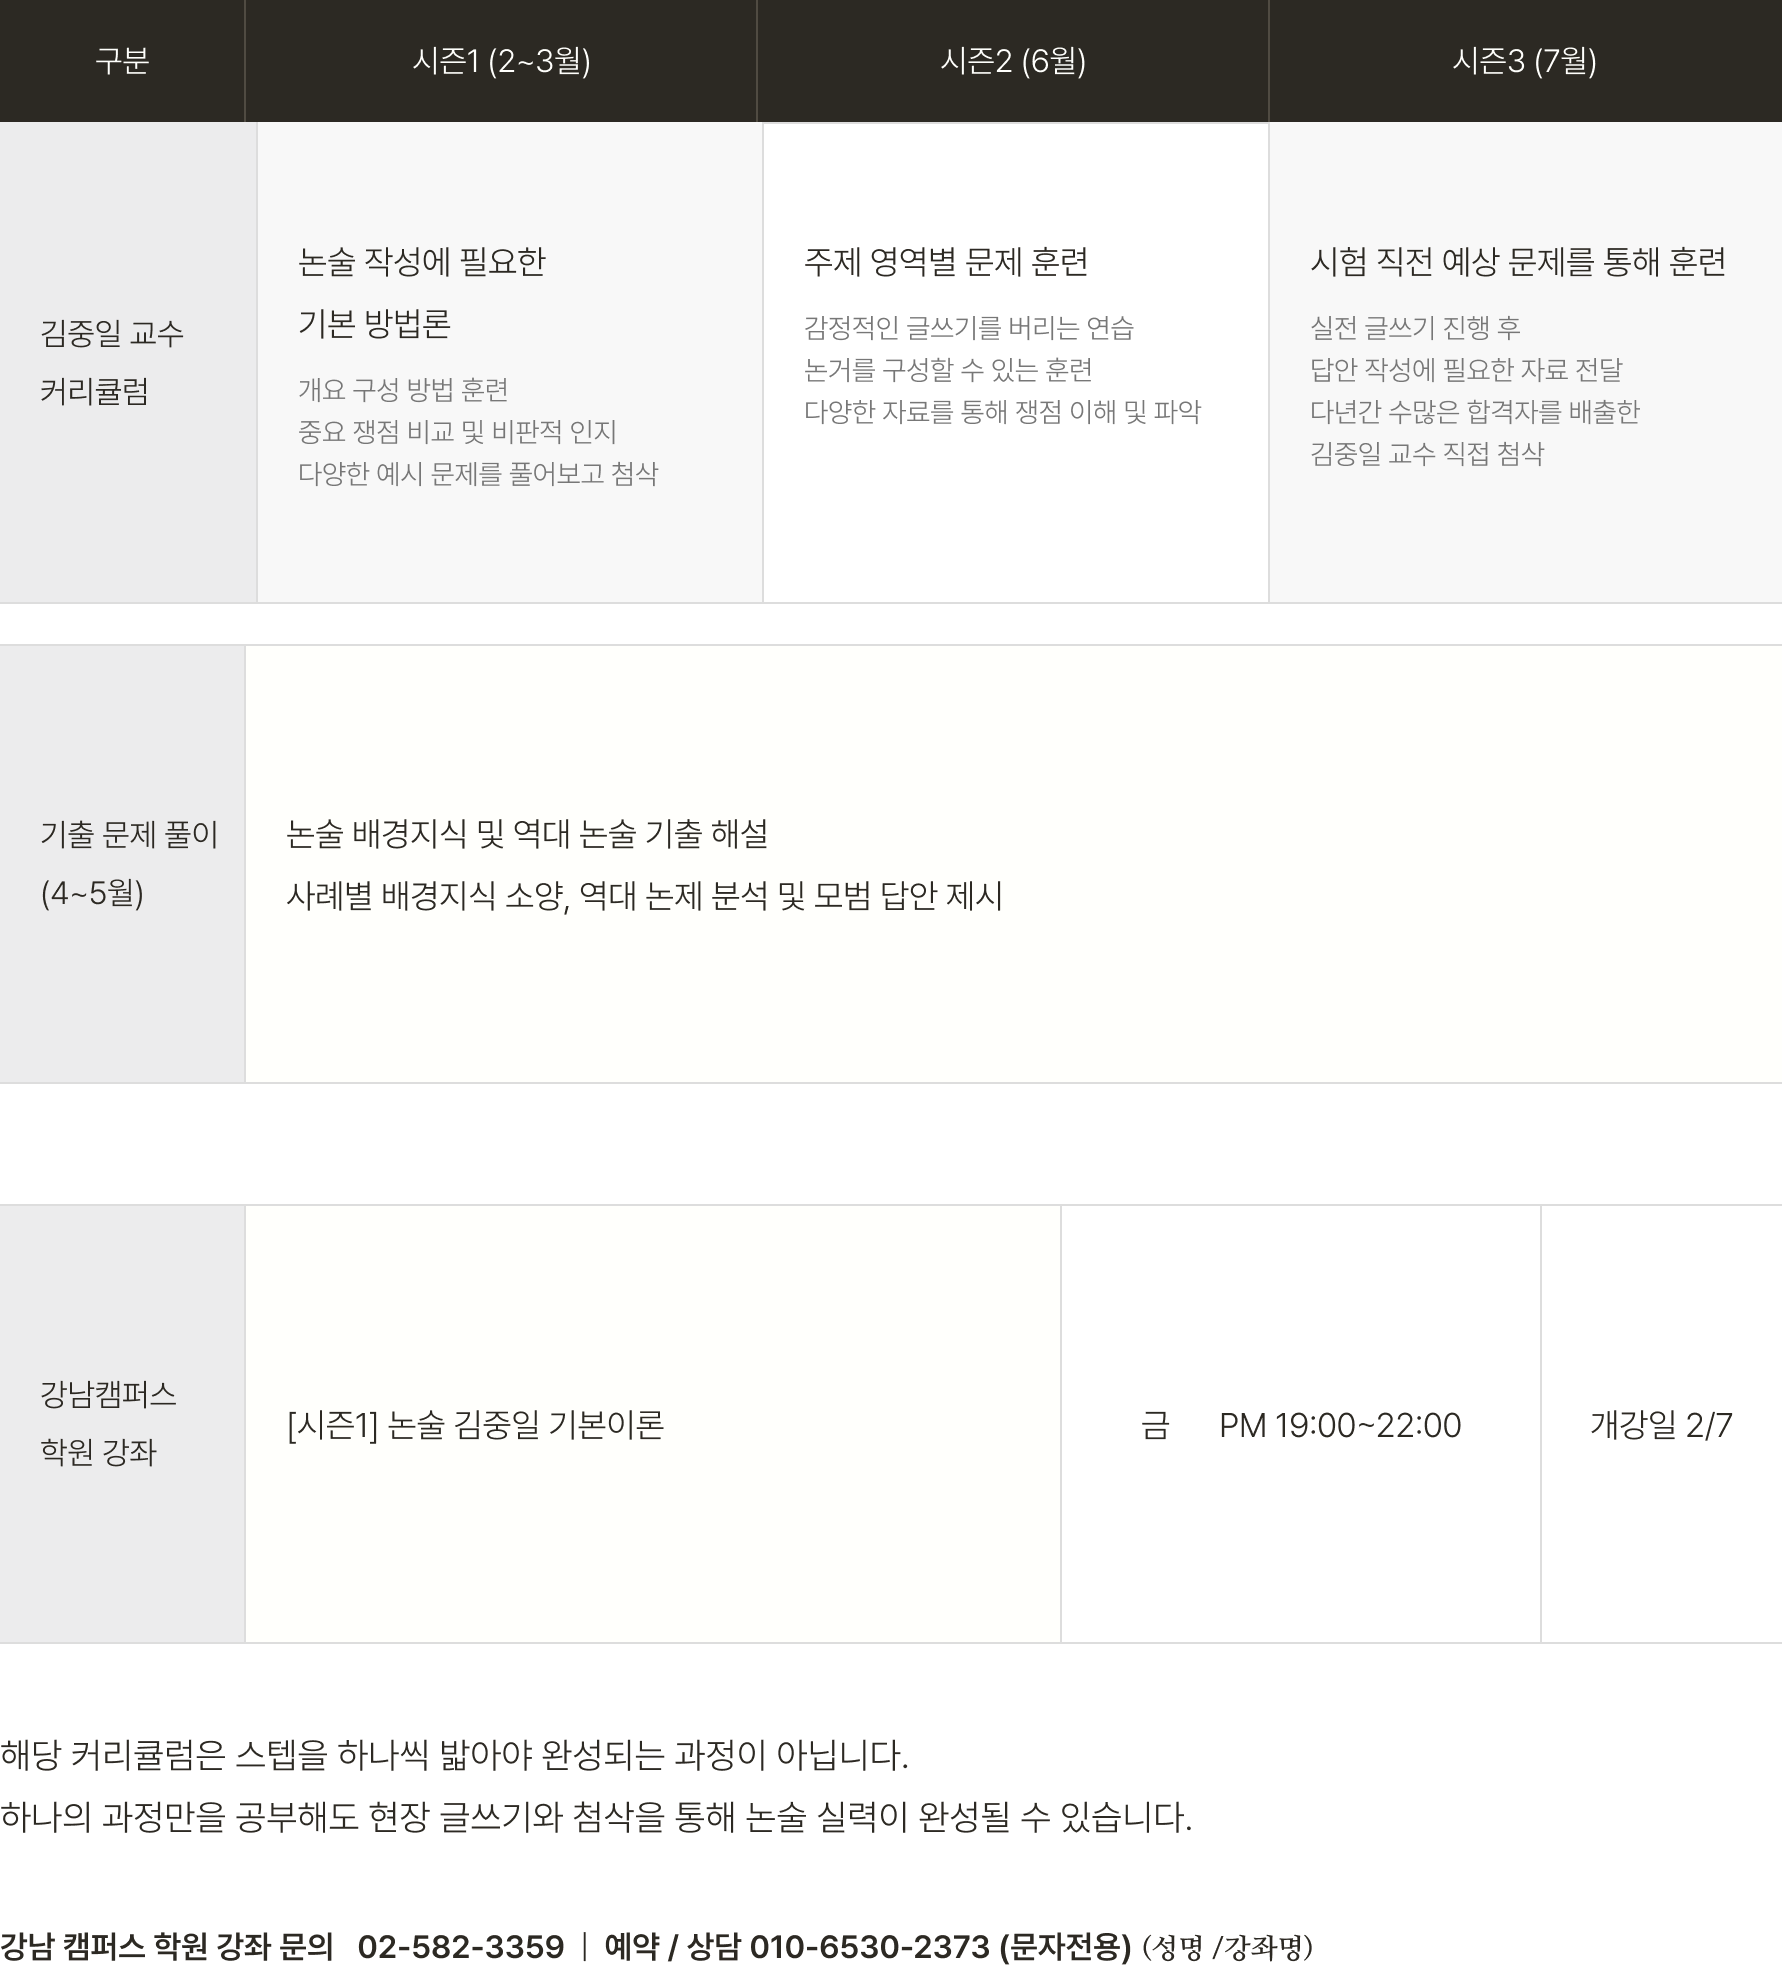 구분
시즌1 (2~3월)
시즌2 (6월)
시즌3 (7월)
김중일 교수
커리큘럼
논술 작성에 필요한
기본 방법론
개요 구성 방법 훈련
중요 쟁점 비교 및 비판적 인지
다양한 예시 문제를 풀어보고 첨삭
주제 영역별 문제 훈련
감정적인 글쓰기를 버리는 연습
논거를 구성할 수 있는 훈련
다양한 자료를 통해 쟁점 이해 및 파악
시험 직전 예상 문제를 통해 훈련
실전 글쓰기 진행 후
답안 작성에 필요한 자료 전달
다년간 수많은 합격자를 배출한
김중일 교수 직접 첨삭
기출 문제 풀이
(4~5월)
논술 배경지식 및 역대 논술 기출 해설
사례별 배경지식 소양, 역대 논제 분석 및 모범 답안 제시
강남캠퍼스
학원 강좌
[시즌1] 논술 김중일 기본이론
금 PM 19:00~22:00
개강일 2/7
해당 커리큘럼은 스텝을 하나씩 밟아야 완성되는 과정이 아닙니다.
하나의 과정만을 공부해도 현장 글쓰기와 첨삭을 통해 논술 실력이 완성될 수 있습니다.
강남 캠퍼스 학원 강좌 문의 02-582-3359 | 예약 / 상담 010-6530-2373 (문자전용) (성명 /강좌명)